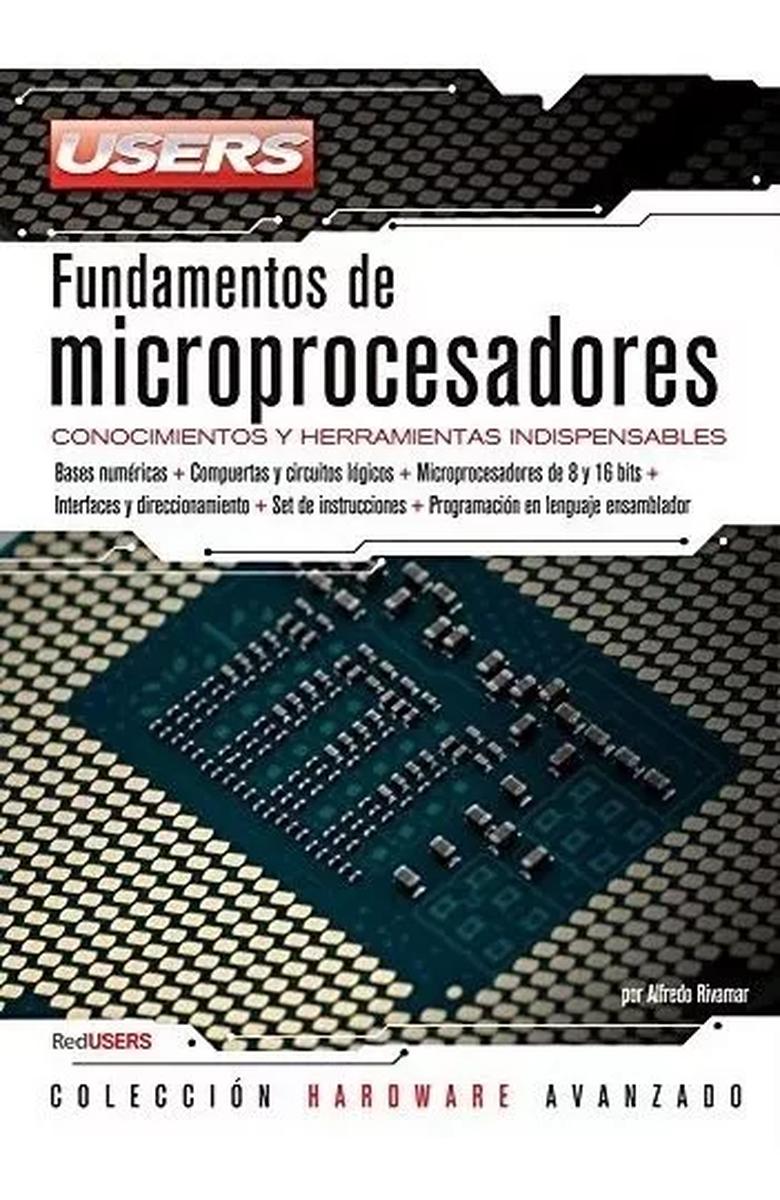 USERS
Fundamentos de
microprocesadores
CONOCIMIENTOS Y HERRAMIENTAS INDISPENSABLES
Bases numéricas + Compuertas y circuitos lógicos + Microprocesadores de 8 y 16 bits +
Interfaces y direccionamiento + Set de instrucciones + Programación en lenguaje ensamblador
por Alfredo Rivamar
RedUSERS
COLECCIÓN HARDWARE AVANZADO